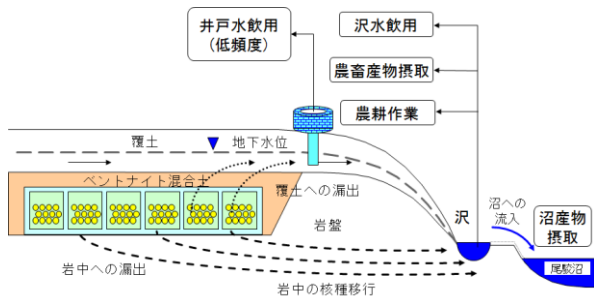 井戸水飲用
(低頻度)
沢水飲用
農畜産物摂取
農耕作業
覆土
地下水位
ベントナイト混合土
覆土への漏出
岩盤
沢
沼への
流入
沼産物
摂取
尾駮沼
岩中への漏出
岩中の核種移行